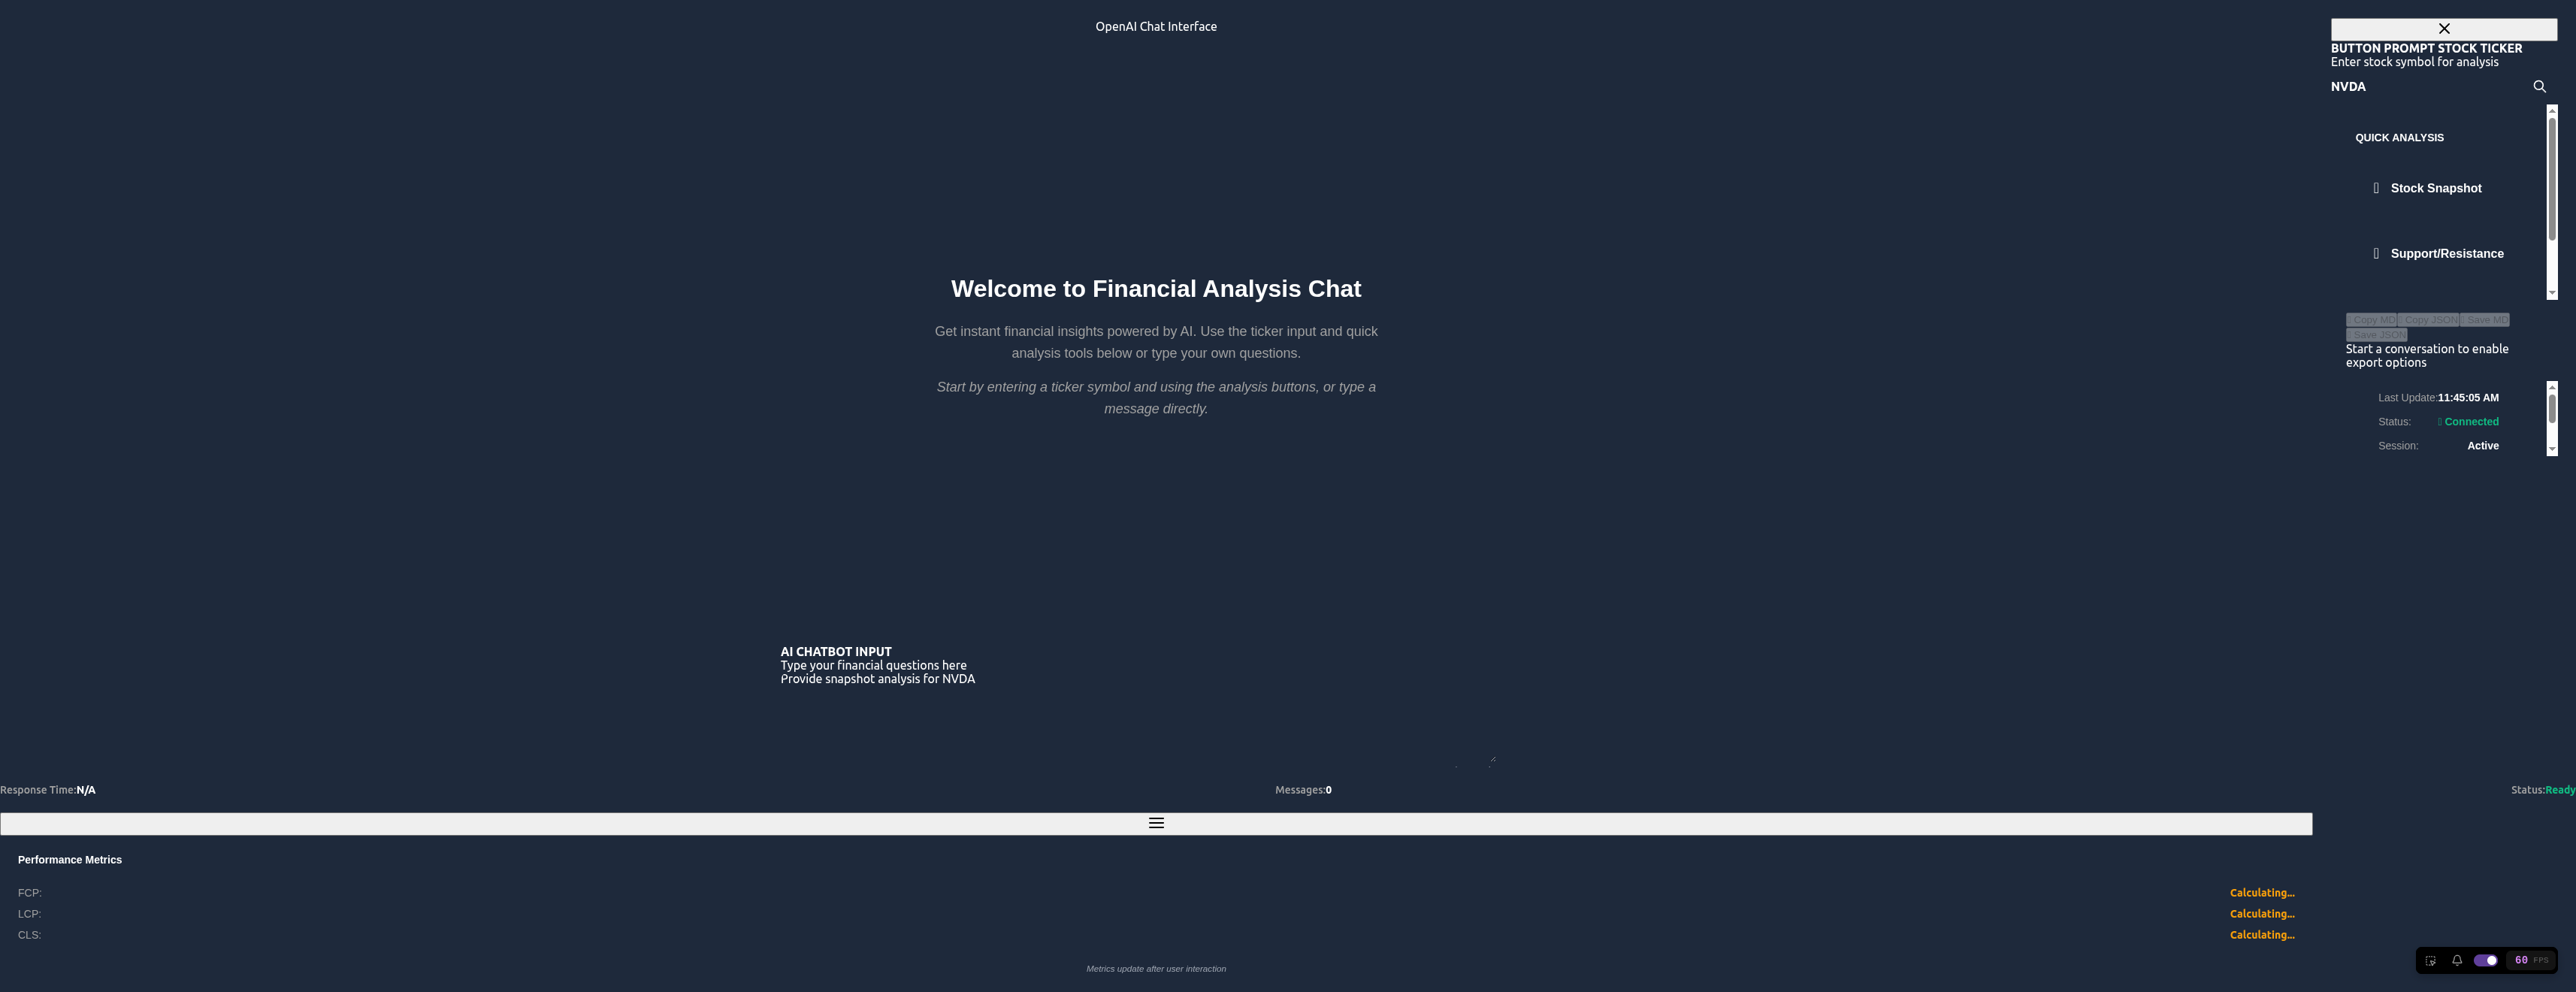 OpenAI Chat Interface
Welcome to Financial Analysis Chat
Get instant financial insights powered by AI. Use the ticker input and quick
analysis tools below or type your own questions.
Start by entering a ticker symbol and using the analysis buttons, or type a
message directly.
AI CHATBOT INPUT
Type your financial questions here
Provide snapshot analysis for NVDA
Response Time:N/A
Messages:0
Status:Ready
Performance Metrics
FCP: Calculating...
LCP: Calculating...
CLS: Calculating...
Metrics update after user interaction
BUTTON PROMPT STOCK TICKER
Enter stock symbol for analysis
NVDA
QUICK ANALYSIS
Stock Snapshot
Support/Resistance
Copy MD Copy JSON Save MD
Save JSON
Start a conversation to enable
export options
Last Update:11:45:05 AM
Status: Connected
Session: Active
60 FPS